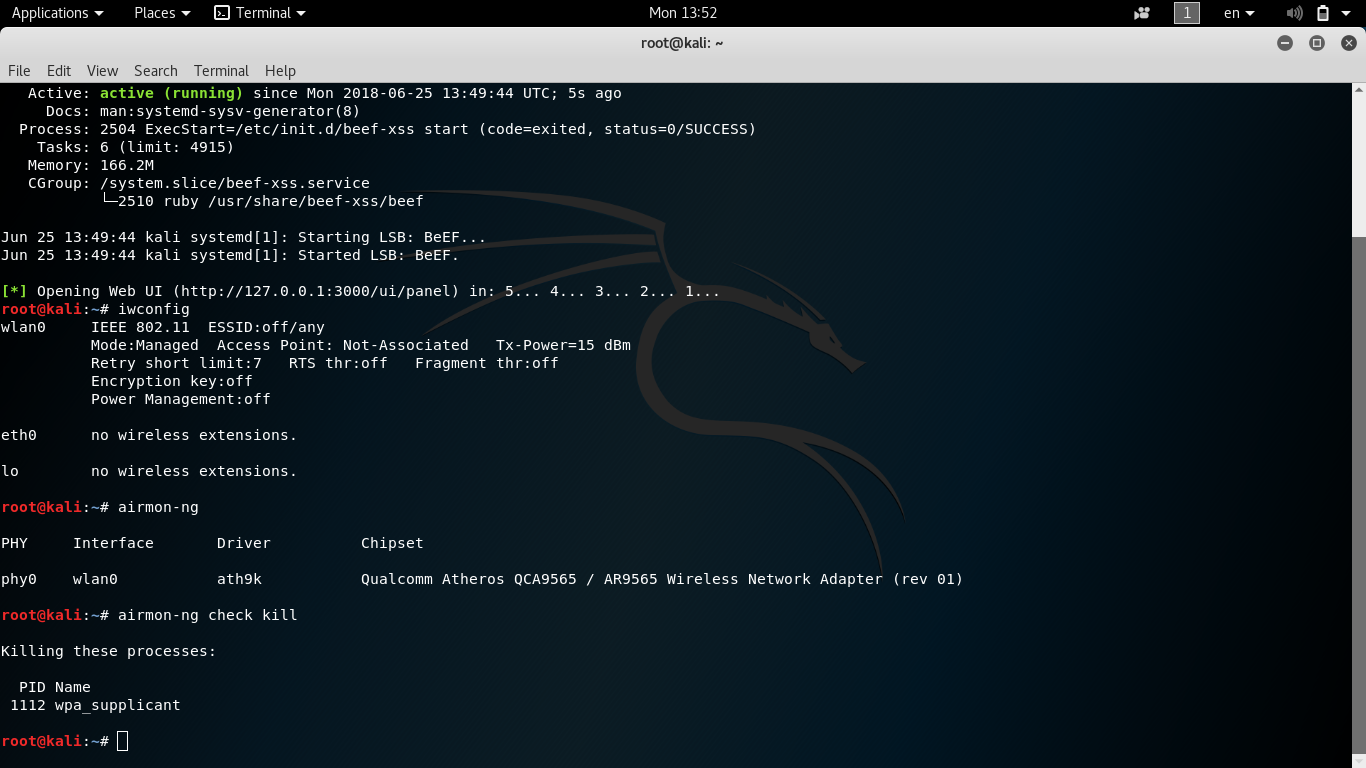 Applications Places Terminal Mon 13:52 1 en
root@kali: ~
File Edit View Search Terminal Help
   Active: active (running) since Mon 2018-06-25 13:49:44 UTC; 5s ago
     Docs: man:systemd-sysv-generator(8)
  Process: 2504 ExecStart=/etc/init.d/beef-xss start (code=exited, status=0/SUCCESS)
    Tasks: 6 (limit: 4915)
   Memory: 166.2M
   CGroup: /system.slice/beef-xss.service
           └─2510 ruby /usr/share/beef-xss/beef
Jun 25 13:49:44 kali systemd[1]: Starting LSB: BeEF...
Jun 25 13:49:44 kali systemd[1]: Started LSB: BeEF.
[*] Opening Web UI (http://127.0.0.1:3000/ui/panel) in: 5... 4... 3... 2... 1...
root@kali:~# iwconfig
wlan0     IEEE 802.11  ESSID:off/any
          Mode:Managed  Access Point: Not-Associated   Tx-Power=15 dBm
          Retry short limit:7   RTS thr:off   Fragment thr:off
          Encryption key:off
          Power Management:off
eth0      no wireless extensions.
lo        no wireless extensions.
root@kali:~# airmon-ng
PHY     Interface       Driver          Chipset
phy0    wlan0           ath9k           Qualcomm Atheros QCA9565 / AR9565 Wireless Network Adapter (rev 01)
root@kali:~# airmon-ng check kill
Killing these processes:
  PID Name
 1112 wpa_supplicant
root@kali:~#